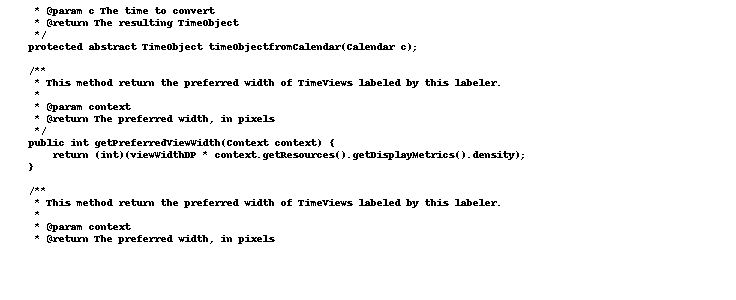 * @param c The time to convert
* @return The resulting TimeObject
*/
protected abstract TimeObject timeObjectfromCalendar(Calendar c);
/**
* This method return the preferred width of TimeViews labeled by this labeler.
*
* @param context
* @return The preferred width, in pixels
*/
public int getPreferredViewWidth(Context context) {
return (int)(viewWidthDP * context.getResources().getDisplayMetrics().density);
}
/**
* This method return the preferred width of TimeViews labeled by this labeler.
*
* @param context
* @return The preferred width, in pixels